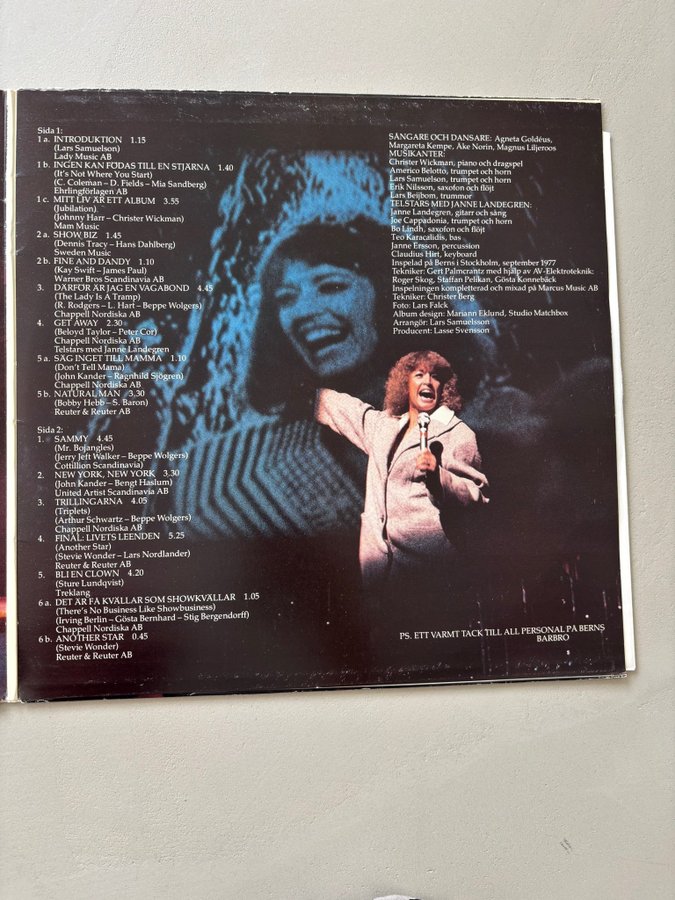 Sida 1:
1 a. INTRODUKTION 1.15
(Lars Samuelson)
Lady Music AB
1 b. INGEN KAN FÖDAS TILL EN STJÄRNA 1.40
(It's Not Where You Start)
(C. Coleman – D. Fields – Mia Sandberg)
Ehrlingförlagen AB
1 c. MITT LIV ÄR ETT ALBUM 3.55
(Jubilation)
(Johnny Harr – Christer Wickman)
Mam Music
2 a. SHOW BIZ 1.45
(Dennis Tracy – Hans Dahlberg)
Sweden Music
2 b. FINE AND DANDY 1.10
(Kay Swift – James Paul)
Warner Bros Scandinavia AB
3. DÄRFÖR ÄR JAG EN VAGABOND 4.45
(The Lady Is A Tramp)
(R. Rodgers – L. Hart – Beppe Wolgers)
Chappell Nordiska AB
4. GET AWAY 2.30
(Beloyd Taylor – Peter Cor)
Chappell Nordiska AB
Telstars med Janne Landegren
5 a. SÄG INGET TILL MAMMA 1.10
(Don't Tell Mama)
(John Kander – Ragnhild Sjögren)
Chappell Nordiska AB
5 b. NATURAL MAN 3.30
(Bobby Hebb – S. Baron)
Reuter & Reuter AB
Sida 2:
1. SAMMY 4.45
(Mr. Bojangles)
(Jerry Jeft Walker – Beppe Wolgers)
Cottillion Scandinavia)
2. NEW YORK, NEW YORK 3.30
(John Kander – Bengt Haslum)
United Artist Scandinavia AB
3. TRILLINGARNA 4.05
(Triplets)
(Arthur Schwartz – Beppe Wolgers)
Chappell Nordiska AB
4. FINAL: LIVETS LEENDEN 5.25
(Another Star)
(Stevie Wonder – Lars Nordlander)
Reuter & Reuter AB
5. BLI EN CLOWN 4.20
(Sture Lundqvist)
Treklang
6 a. DET ÄR FÅ KVÄLLAR SOM SHOWKVÄLLAR 1.05
(There's No Business Like Showbusiness)
(Irving Berlin – Gösta Bernhard – Stig Bergendorff)
Chappell Nordiska AB
6 b. ANOTHER STAR 0.45
(Stevie Wonder)
Reuter & Reuter AB
SÅNGARE OCH DANSARE: Agneta Goldéus,
Margareta Kempe, Åke Norin, Magnus Liljeroos
MUSIKANTER:
Christer Wickman, piano och dragspel
Americo Belotto, trumpet och horn
Lars Samuelson, trumpet och horn
Erik Nilsson, saxofon och flöjt
Lars Beijbom, trummor
TELSTARS MED JANNE LANDEGREN:
Janne Landegren, gitarr och sång
Joe Cappadonia, trumpet och horn
Bo Lindh, saxofon och flöjt
Teo Karacalidis, bas
Janne Ersson, percussion
Claudius Hirt, keyboard
Inspelad på Berns i Stockholm, september 1977
Tekniker: Gert Palmcrantz med hjälp av AV-Elektroteknik:
Roger Skog, Staffan Pelikan, Gösta Konnebäck
Inspelningen kompletterad och mixad på Marcus Music AB
Tekniker: Christer Berg
Foto: Lars Falck
Album design: Mariann Eklund, Studio Matchbox
Arrangör: Lars Samuelsson
Producent: Lasse Svensson
PS. ETT VARMT TACK TILL ALL PERSONAL PÅ BERNS
BARBRO